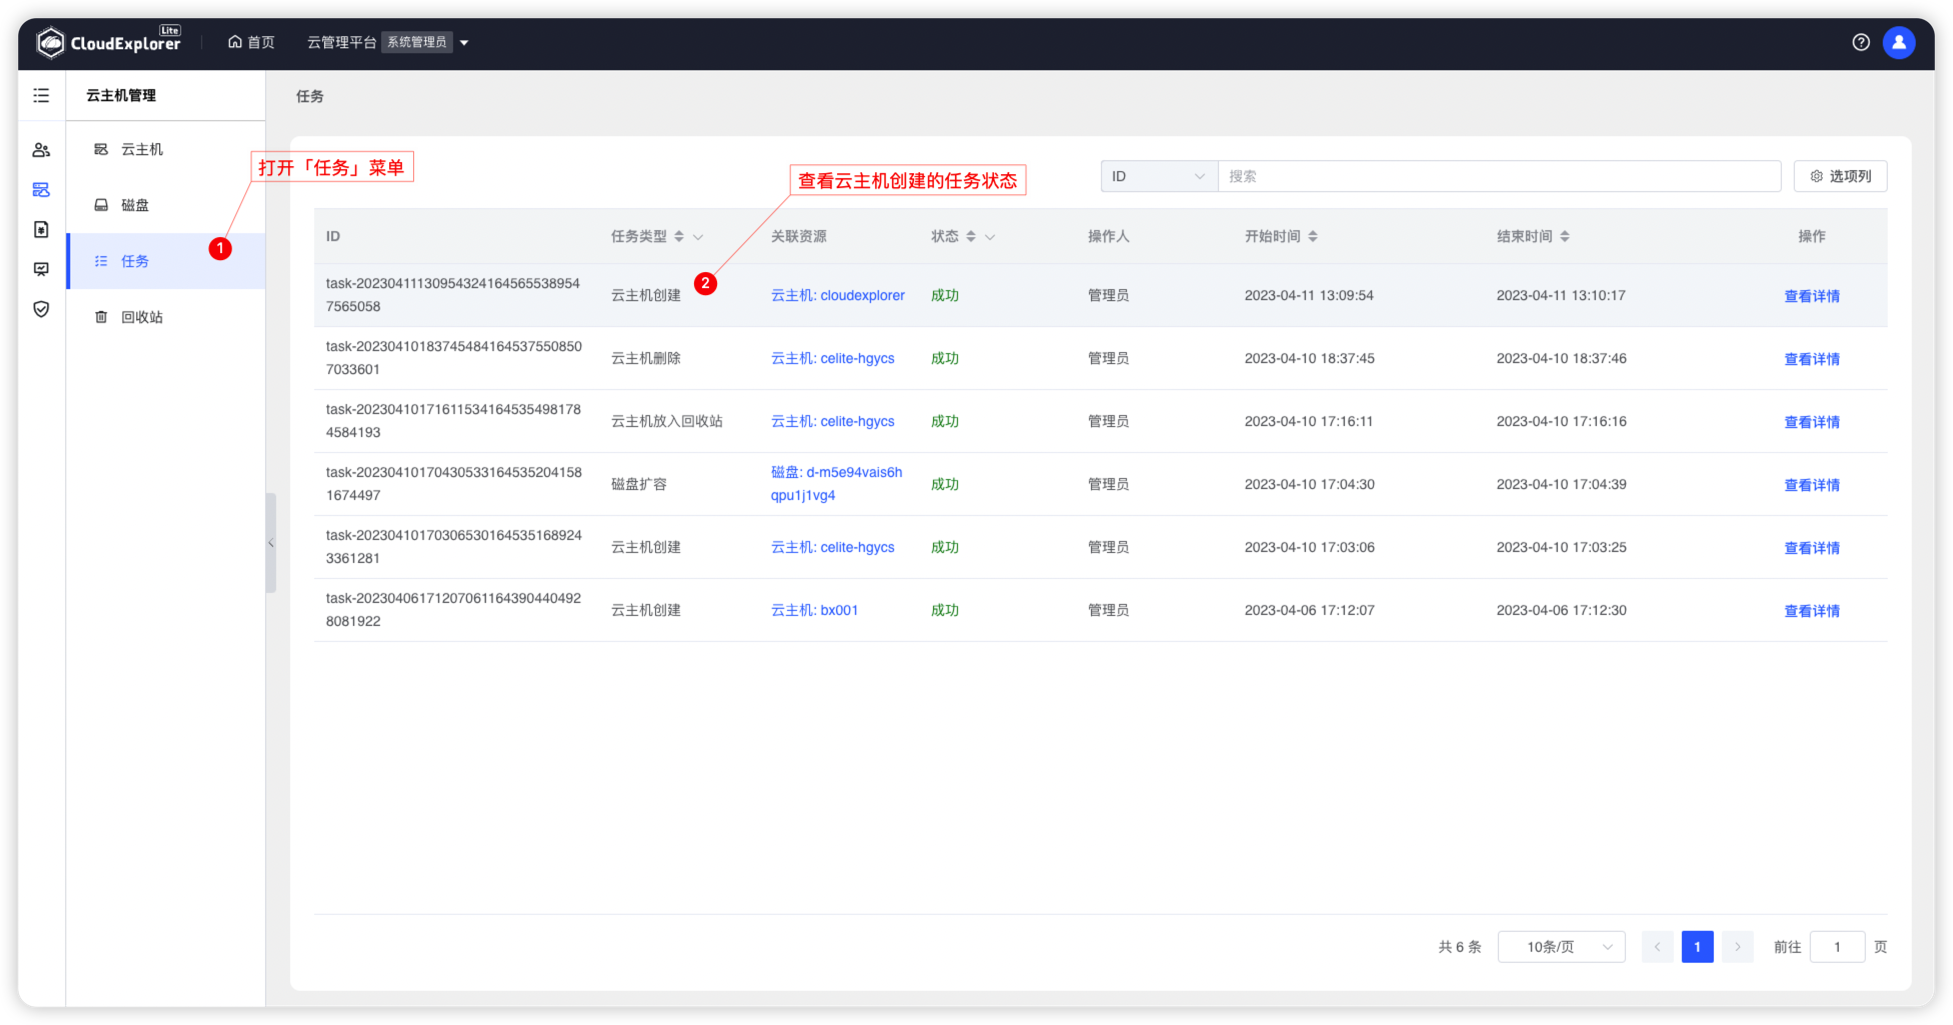 CloudExplorer Lite
首页
云管理平台 系统管理员
云主机管理
云主机
磁盘
任务
回收站
任务
打开「任务」菜单
1
查看云主机创建的任务状态
2
ID
搜索
选项列
ID 任务类型 关联资源 状态 操作人 开始时间 结束时间 操作
task-20230411130954324164565538954
7565058
云主机创建 云主机: cloudexplorer 成功 管理员 2023-04-11 13:09:54 2023-04-11 13:10:17 查看详情
task-20230410183745484164537550850
7033601
云主机删除 云主机: celite-hgycs 成功 管理员 2023-04-10 18:37:45 2023-04-10 18:37:46 查看详情
task-20230410171611534164535498178
4584193
云主机放入回收站 云主机: celite-hgycs 成功 管理员 2023-04-10 17:16:11 2023-04-10 17:16:16 查看详情
task-20230410170430533164535204158
1674497
磁盘扩容 磁盘: d-m5e94vais6h
qpu1j1vg4
成功 管理员 2023-04-10 17:04:30 2023-04-10 17:04:39 查看详情
task-20230410170306530164535168924
3361281
云主机创建 云主机: celite-hgycs 成功 管理员 2023-04-10 17:03:06 2023-04-10 17:03:25 查看详情
task-20230406171207061164390440492
8081922
云主机创建 云主机: bx001 成功 管理员 2023-04-06 17:12:07 2023-04-06 17:12:30 查看详情
共 6 条 10条/页 1 前往 1 页